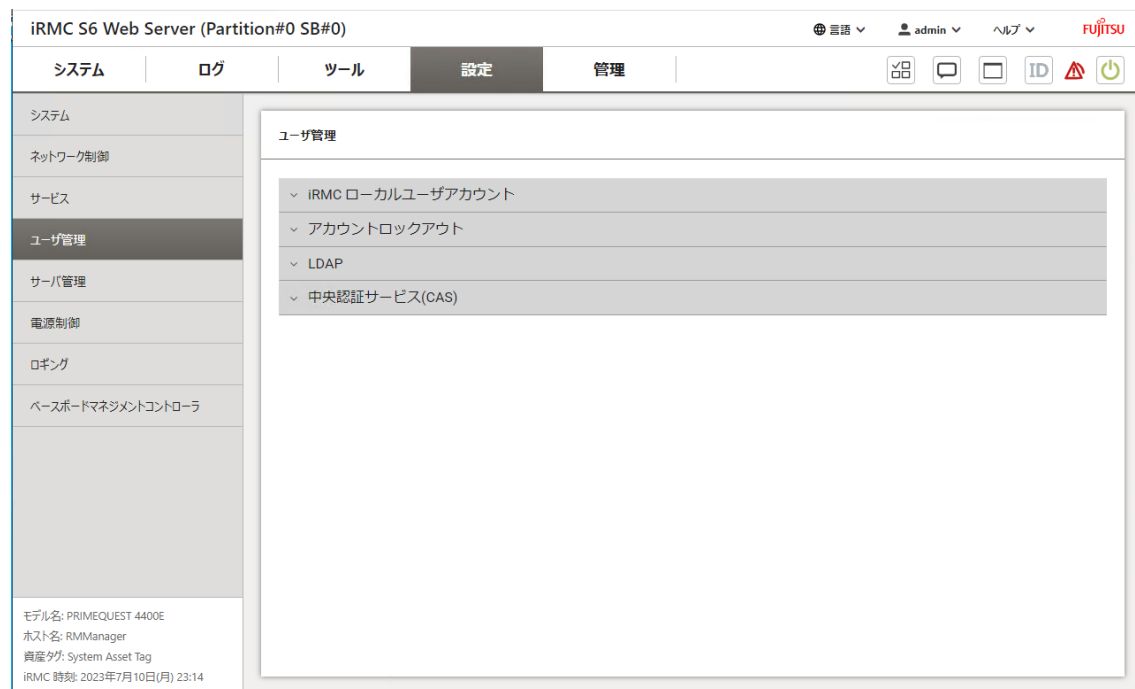 iRMC S6 Web Server (Partition#0 SB#0)
言語 admin ヘルプ FUJITSU
システム ログ ツール 設定 管理
ID
システム
ネットワーク制御
サービス
ユーザ管理
サーバ管理
電源制御
ロギング
ベースボードマネジメントコントローラ
ユーザ管理
iRMC ローカルユーザアカウント
アカウントロックアウト
LDAP
中央認証サービス(CAS)
モデル名: PRIMEQUEST 4400E
ホスト名: RMManager
資産タグ: System Asset Tag
iRMC 時刻: 2023年7月10日(月) 23:14